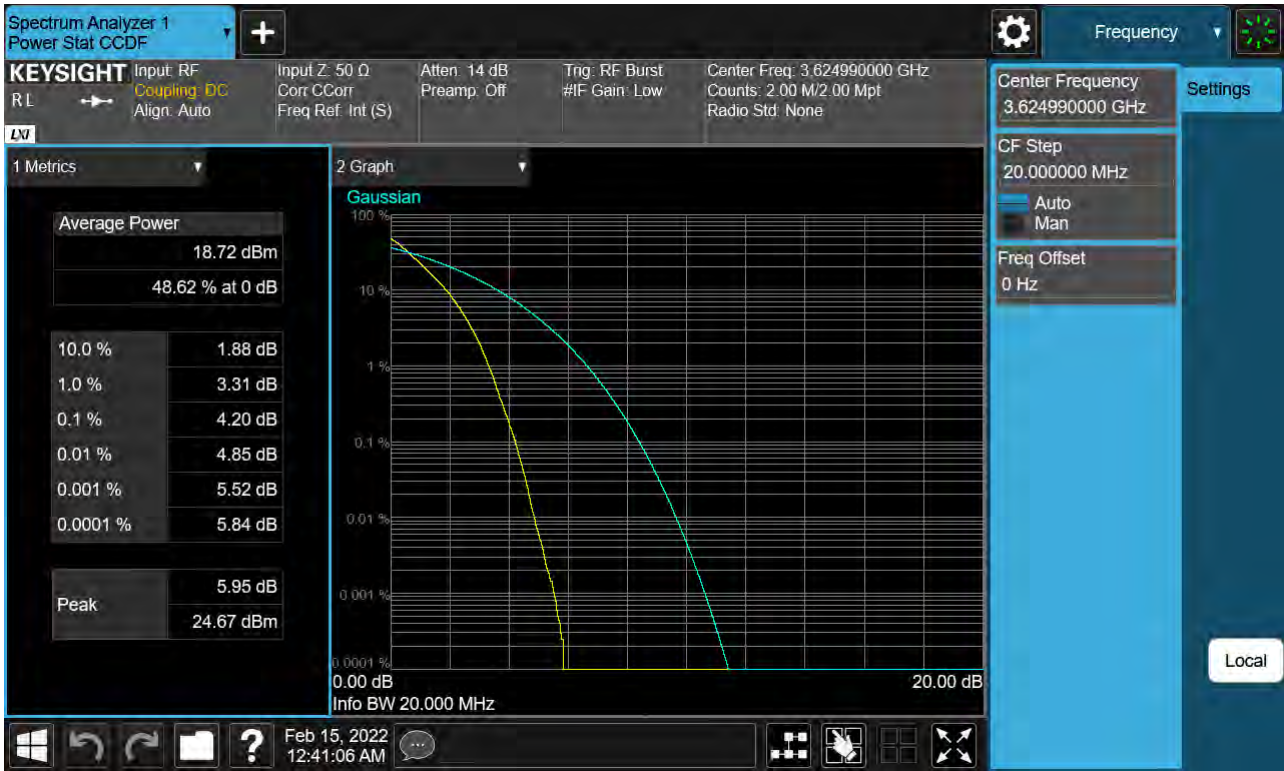 Spectrum Analyzer 1
Power Stat CCDF
+
Frequency
KEYSIGHT
RL
LXI
Input: RF
Coupling: DC
Align: Auto
Input Z: 50 Ω
Corr CCorr
Freq Ref: Int (S)
Atten: 14 dB
Preamp: Off
Trig: RF Burst
#IF Gain: Low
Center Freq: 3.624990000 GHz
Counts: 2.00 M/2.00 Mpt
Radio Std: None
1 Metrics
Average Power
18.72 dBm
48.62 % at 0 dB
10.0 % 1.88 dB
1.0 % 3.31 dB
0.1 % 4.20 dB
0.01 % 4.85 dB
0.001 % 5.52 dB
0.0001 % 5.84 dB
Peak 5.95 dB
24.67 dBm
2 Graph
Gaussian
100 %
10 %
1 %
0.1 %
0.01 %
0.001 %
0.0001 %
0.00 dB 20.00 dB
Info BW 20.000 MHz
Center Frequency
3.624990000 GHz
Settings
CF Step
20.000000 MHz
Auto
Man
Freq Offset
0 Hz
Local
?
Feb 15, 2022
12:41:06 AM